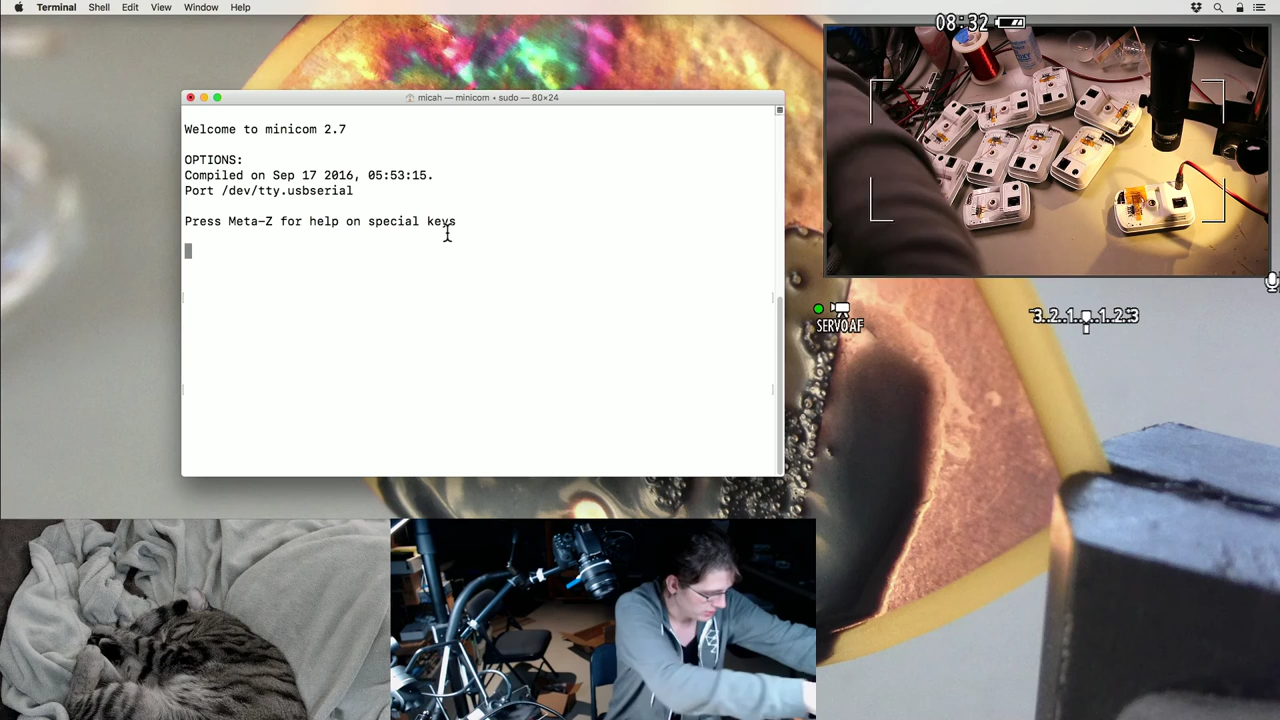 Terminal Shell Edit View Window Help
08:32
micah — minicom • sudo — 80×24
Welcome to minicom 2.7
OPTIONS:
Compiled on Sep 17 2016, 05:53:15.
Port /dev/tty.usbserial
Press Meta-Z for help on special keys
SERVO AF
3..2..1....1..2..3